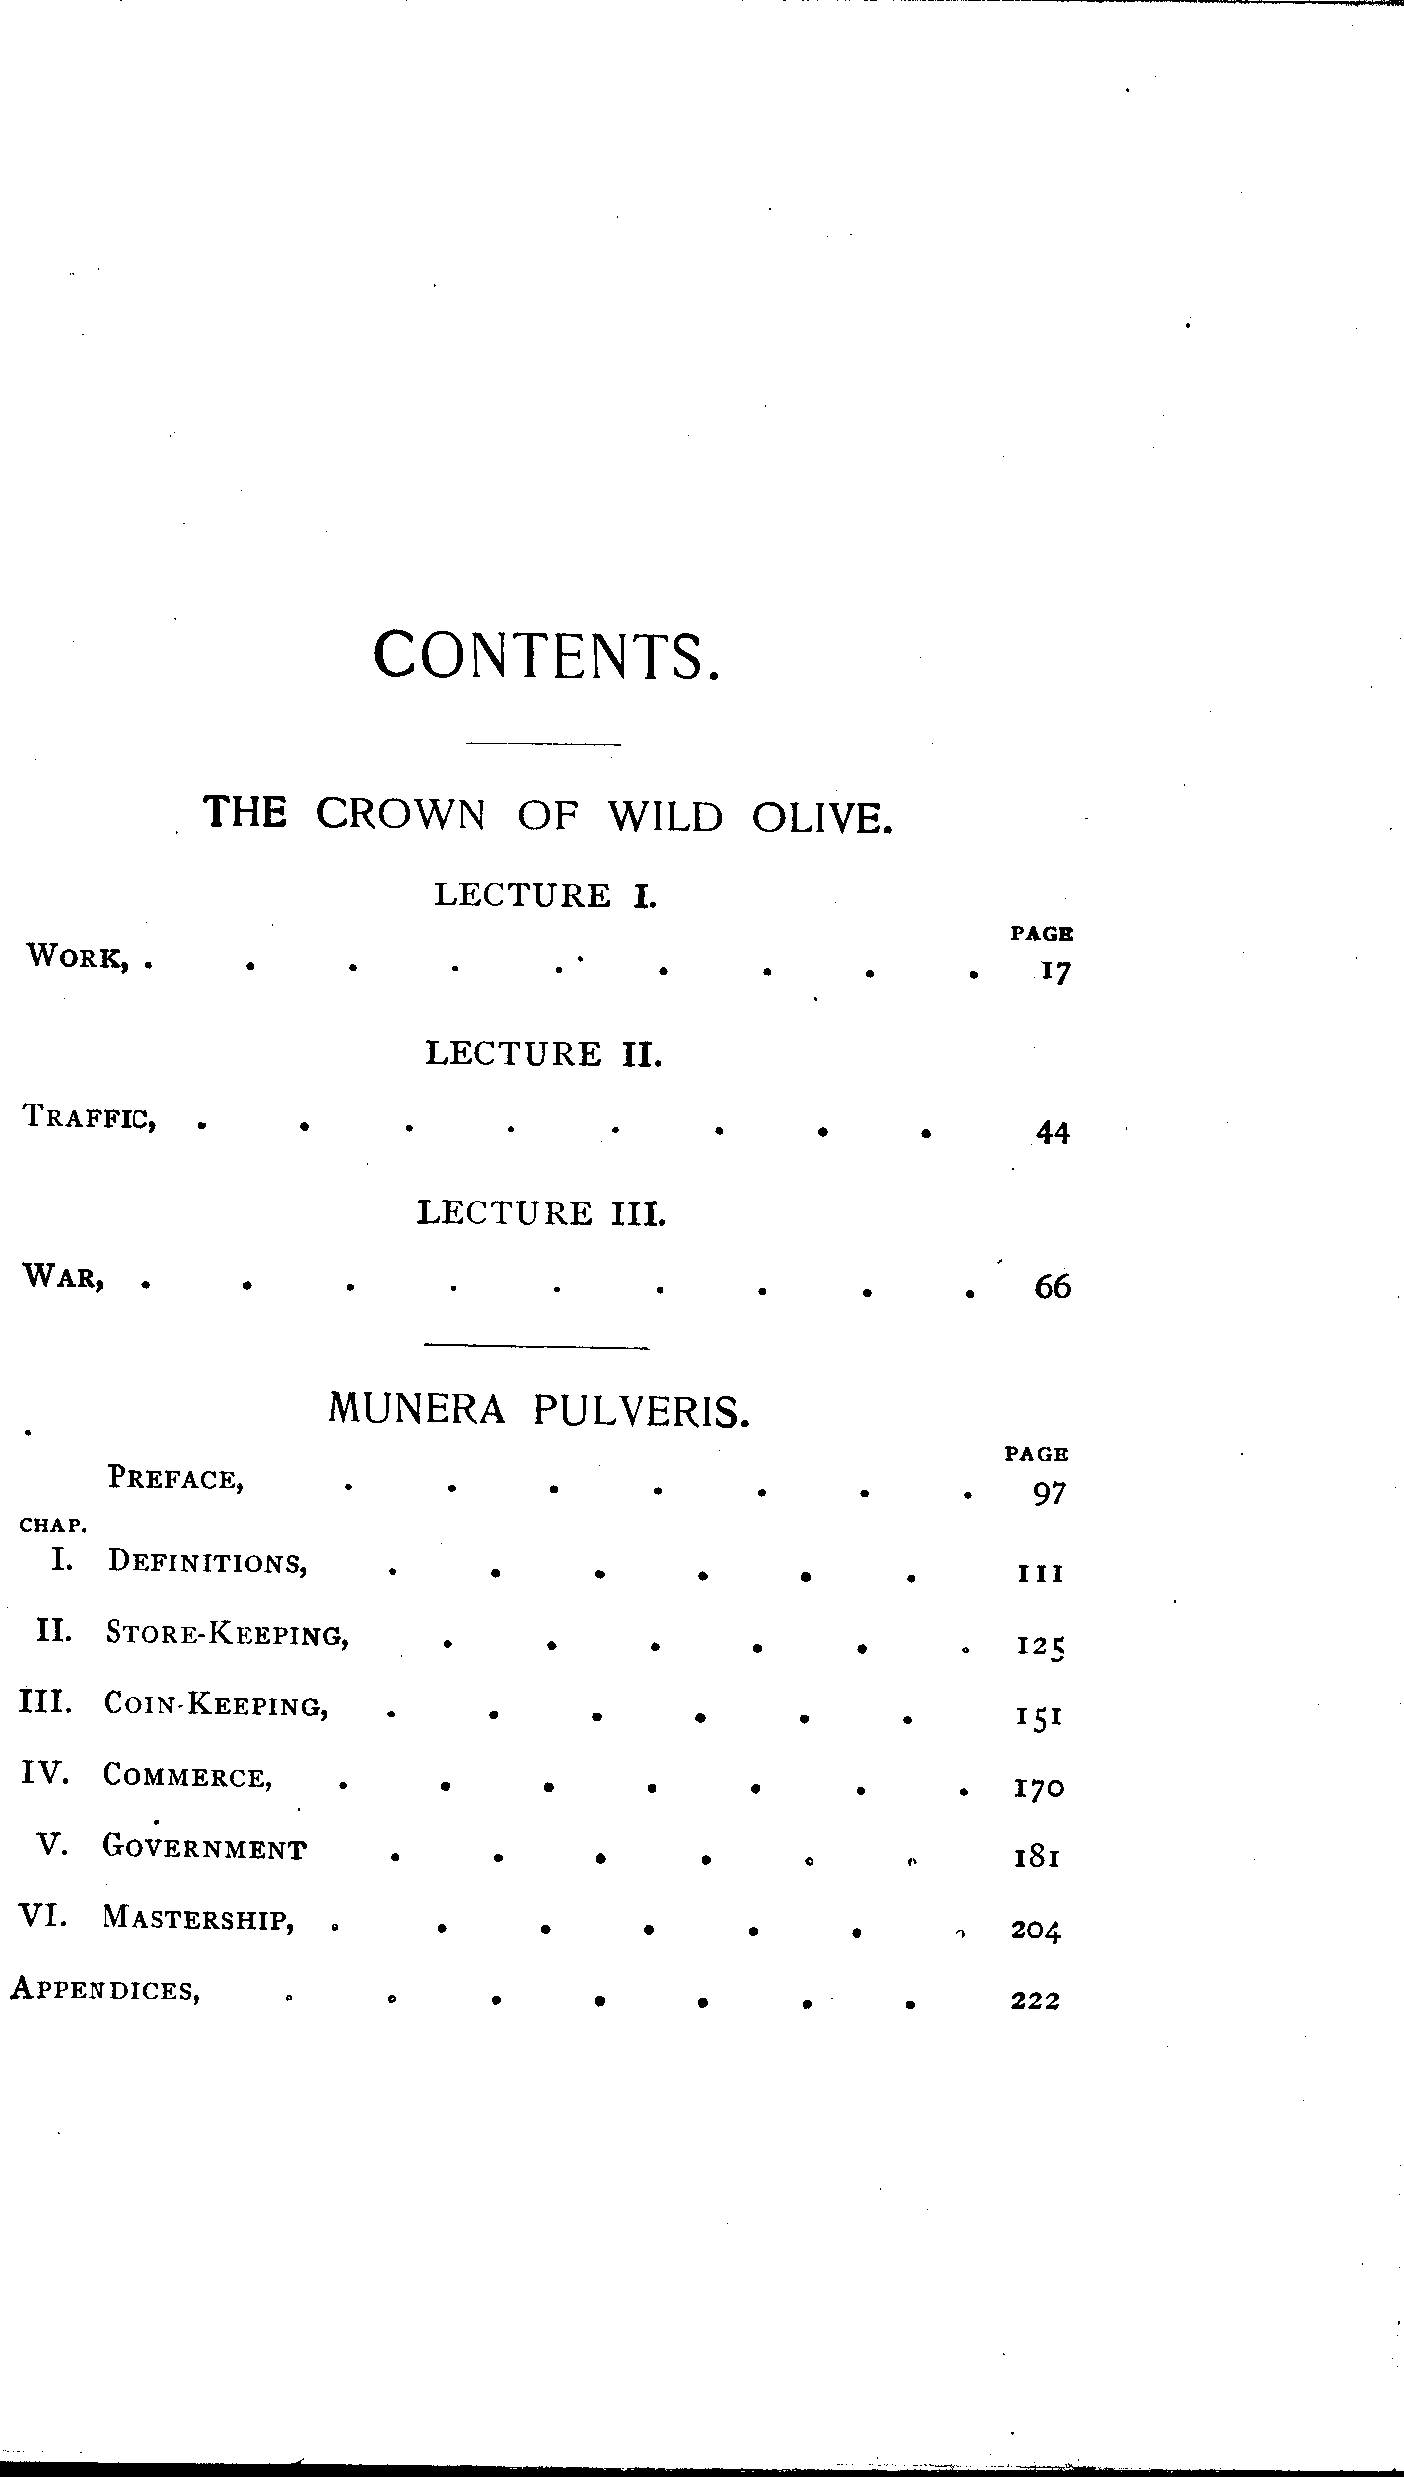 CONTENTS.
THE CROWN OF WILD OLIVE.
LECTURE I.
PAGE
WORK, . . . . . . . . . 17
LECTURE II.
TRAFFIC, . . . . . . . . 44
LECTURE III.
WAR, . . . . . . . . . 66
MUNERA PULVERIS.
PAGE
PREFACE, . . . . . . . 97
CHAP.
I. DEFINITIONS, . . . . . . 111
II. STORE-KEEPING, . . . . . . 125
III. COIN-KEEPING, . . . . . . 151
IV. COMMERCE, . . . . . . . 170
V. GOVERNMENT . . . . . . 181
VI. MASTERSHIP, . . . . . . . 204
APPENDICES, . . . . . . . 222